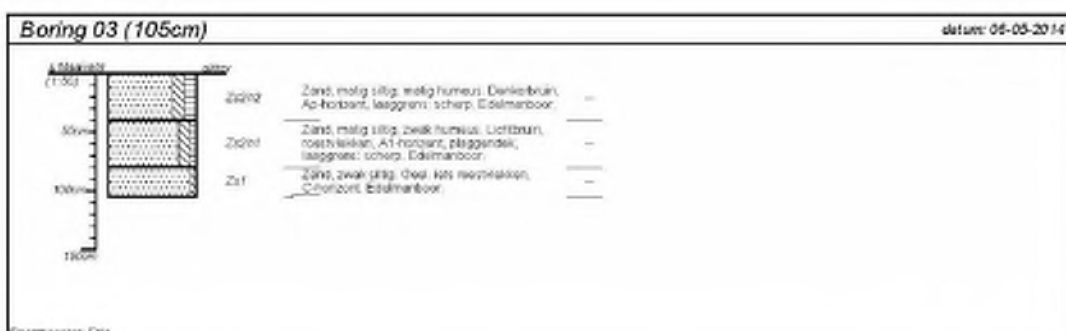 Boring 03 (105cm)
datum: 06-05-2014
(1:50)
Zs2h2
Zand, matig siltig, matig humeus. Donkerbruin,
Ap-horizont, laaggrens: scherp. Edelmanboor.
50cm
Zs2h1
Zand, matig siltig, zwak humeus. Lichtbruin,
roestvlekken, A1-horizont, plaggendek,
laaggrens: scherp. Edelmanboor.
100cm
Zs1
Zand, zwak siltig. Geel, iets roestvlekken,
C-horizont. Edelmanboor.
150cm